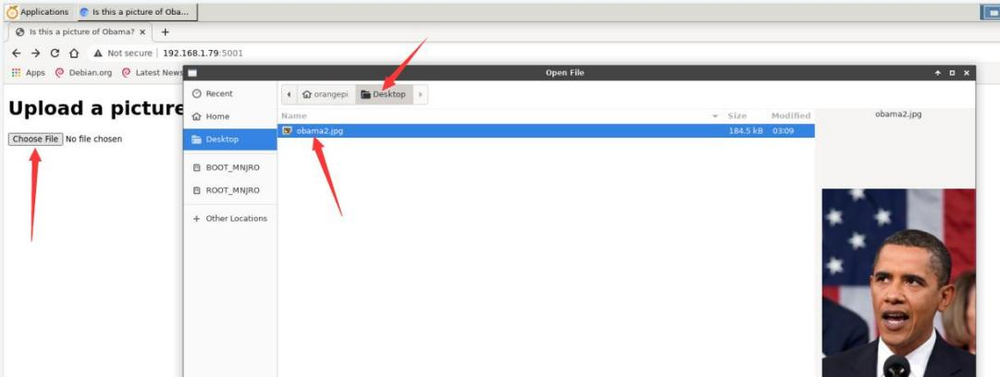 Applications Is this a picture of Oba...
Is this a picture of Obama? × +
Not secure | 192.168.1.79:5001
Apps Debian.org Latest News
Open File
Upload a picture
Choose File No file chosen
Recent
Home
Desktop
BOOT_MNJRO
ROOT_MNJRO
+ Other Locations
orangepi Desktop
Name Size Modified
obama2.jpg 184.5 kB 03:09
obama2.jpg